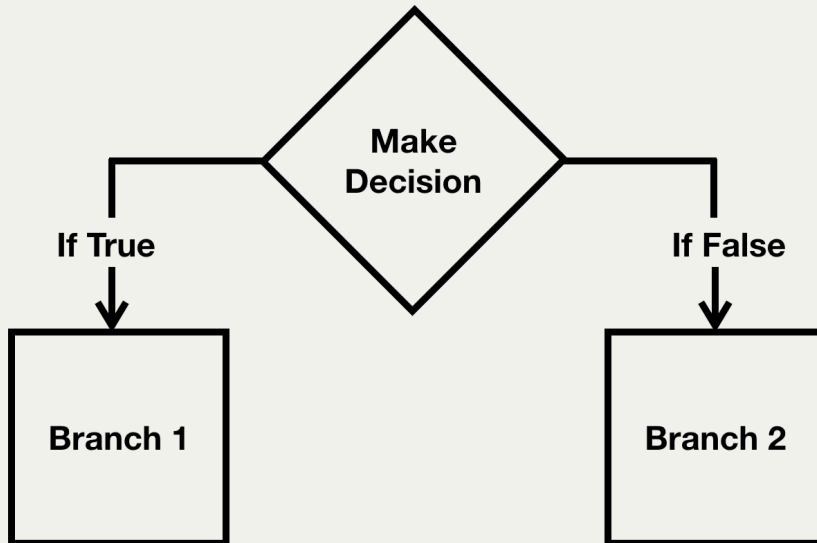 Make
Decision
If True
If False
Branch 1
Branch 2